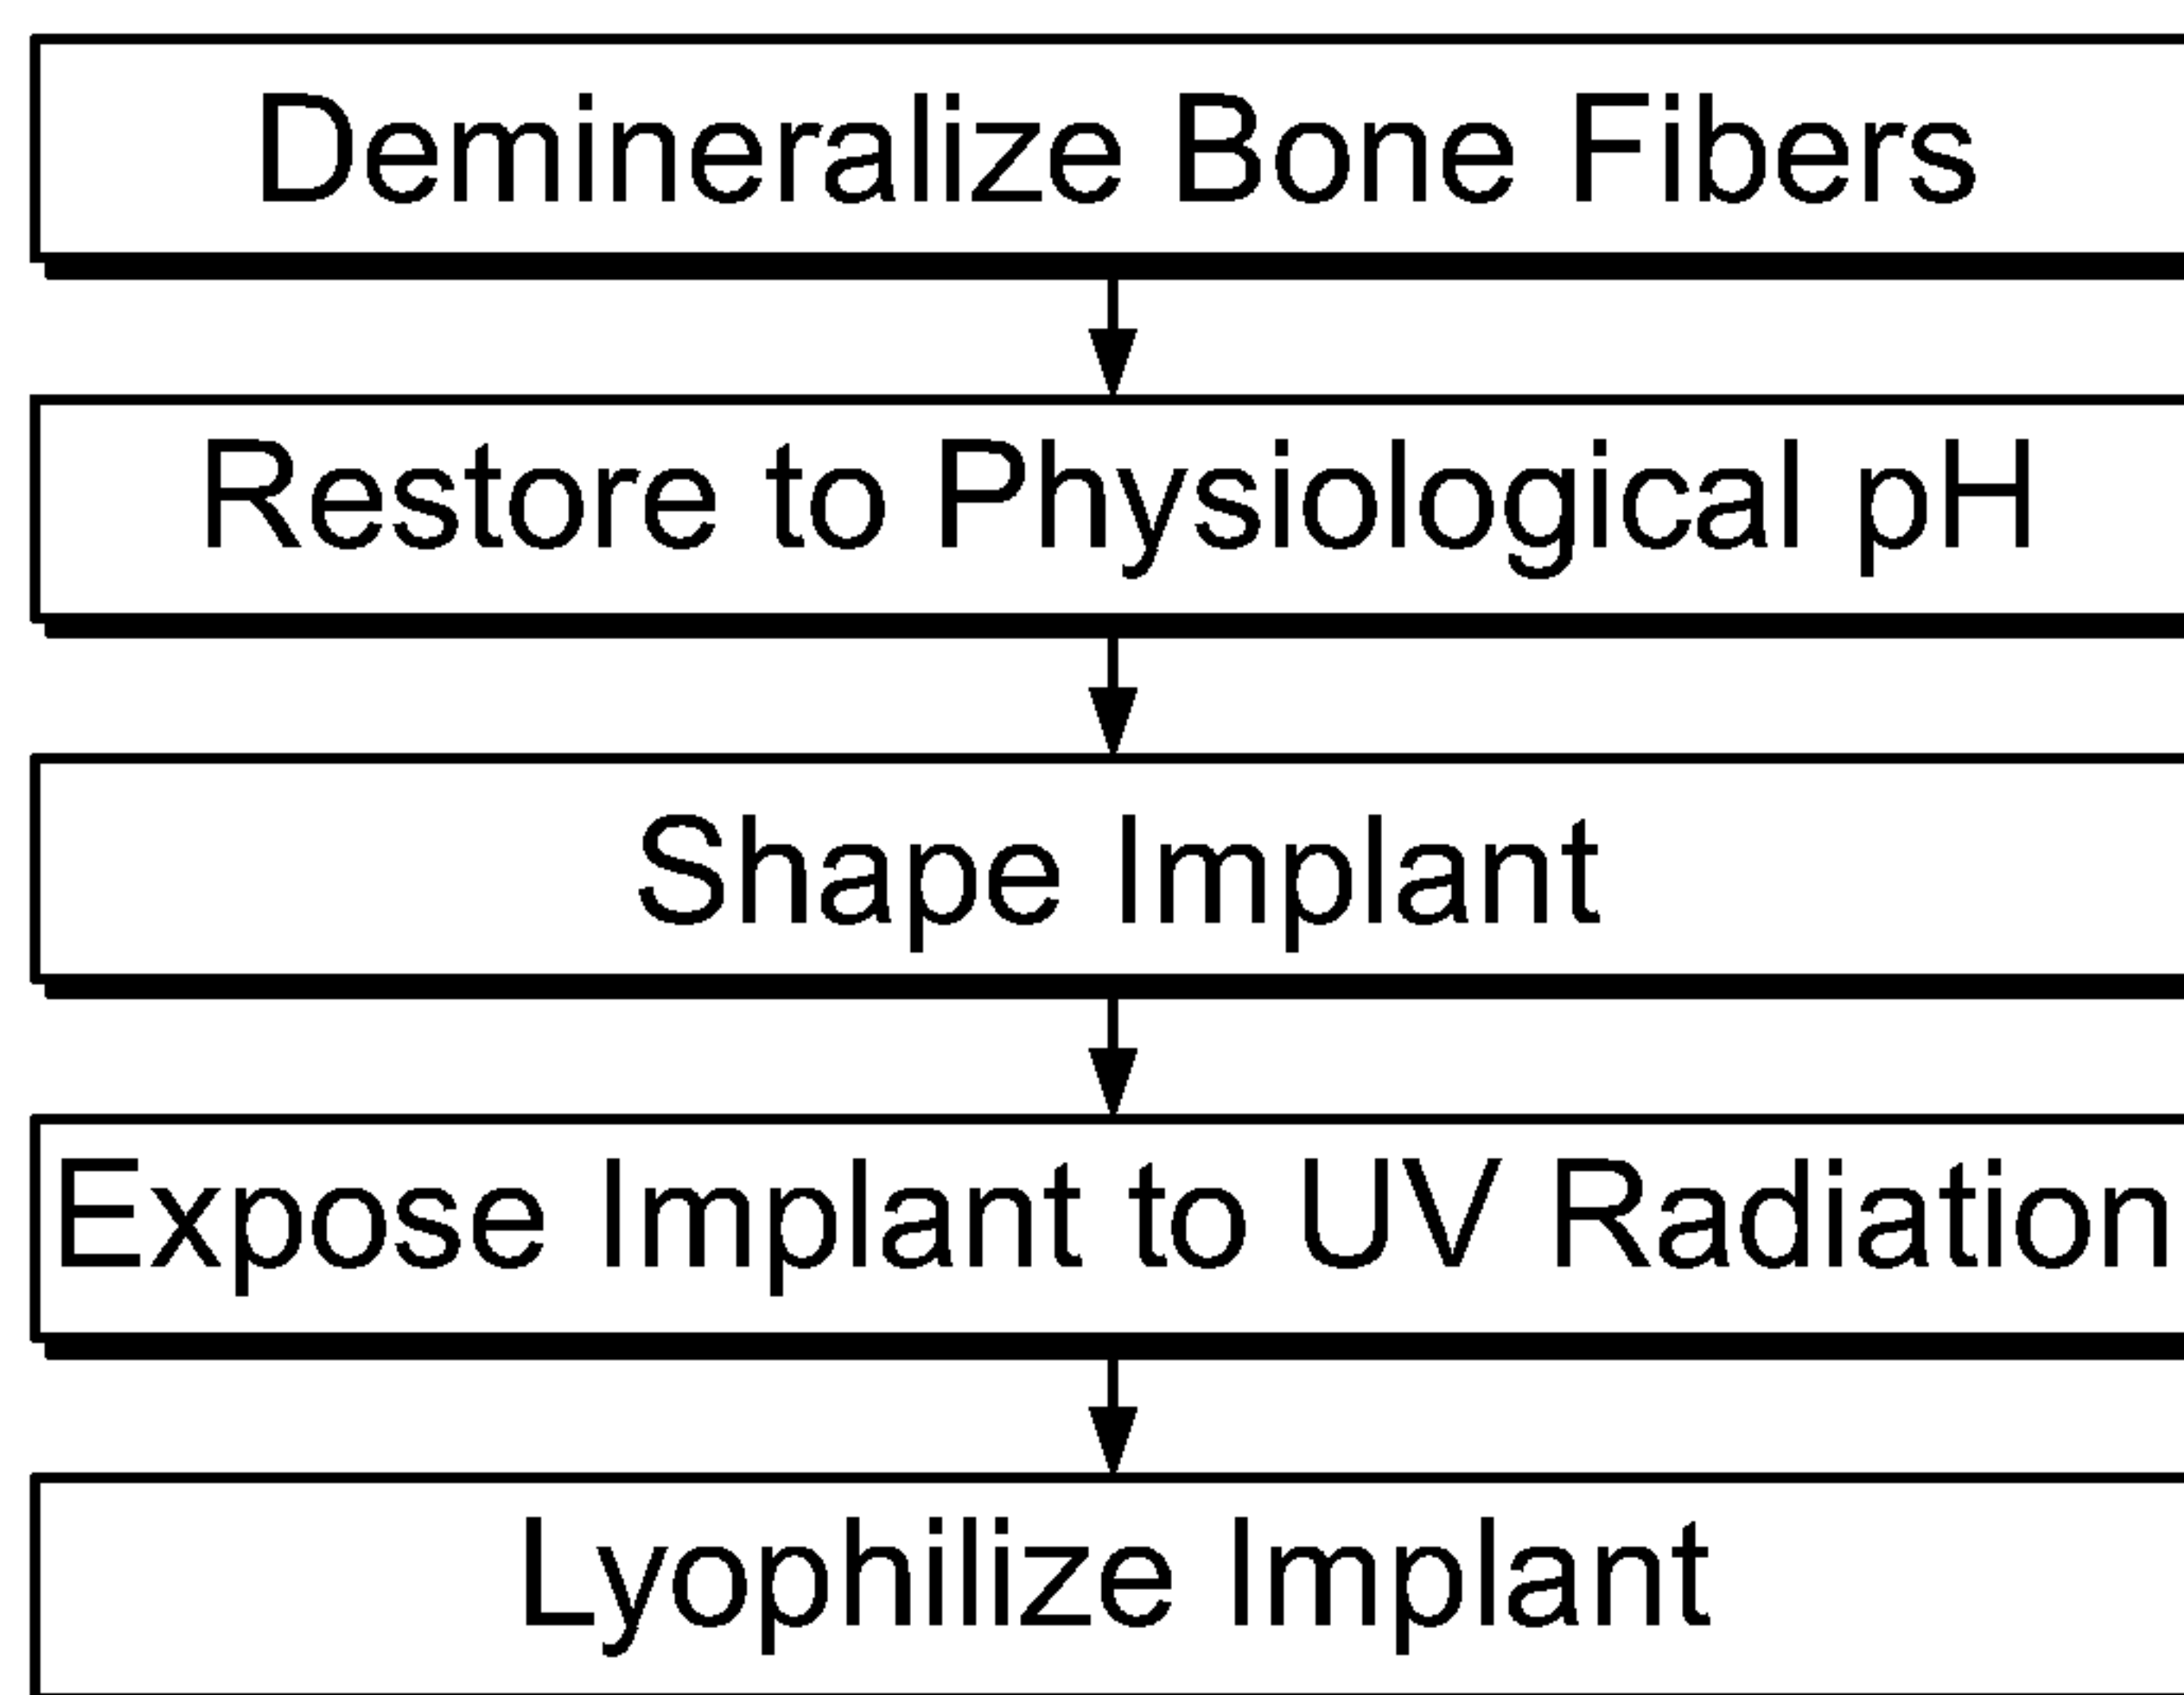 Demineralize Bone Fibers
Restore to Physiological pH
Shape Implant
Expose Implant to UV Radiation
Lyophilize Implant